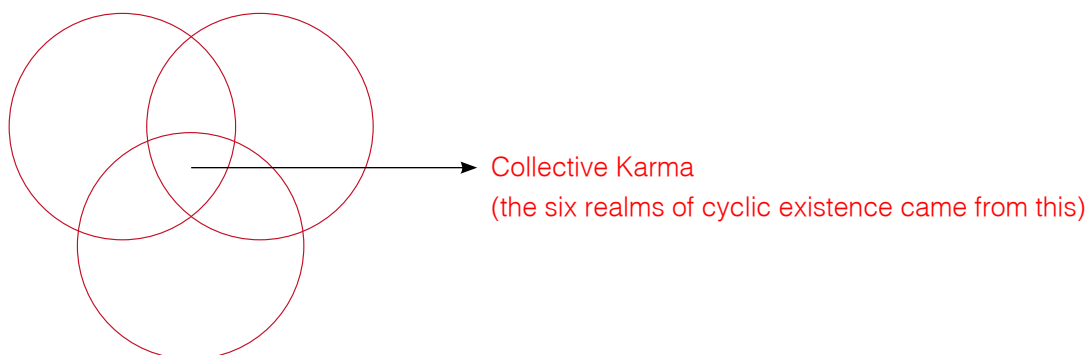 Collective Karma
(the six realms of cyclic existence came from this)